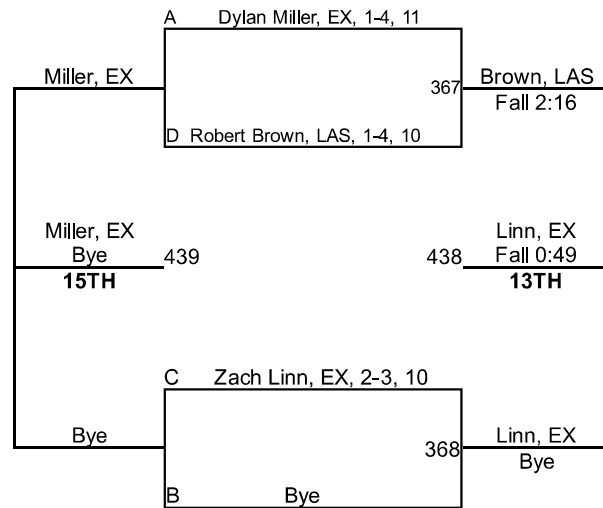 A Dylan Miller, EX, 1-4, 11
Miller, EX
367
Brown, LAS
Fall 2:16
D Robert Brown, LAS, 1-4, 10
Miller, EX
Bye
15TH
439
438
Linn, EX
Fall 0:49
13TH
C Zach Linn, EX, 2-3, 10
Bye
368
Linn, EX
Bye
B Bye